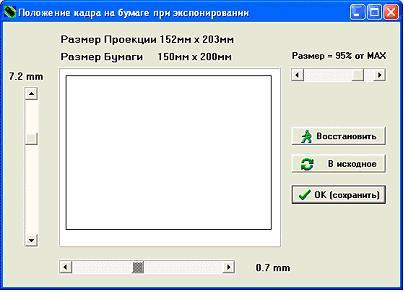 Положение кадра на бумаге при экспонировании
Размер Проекции 152мм x 203мм
Размер Бумаги 150мм x 200мм
Размер = 95% от MAX
7.2 mm
Восстановить
В исходное
OK (сохранить)
0.7 mm